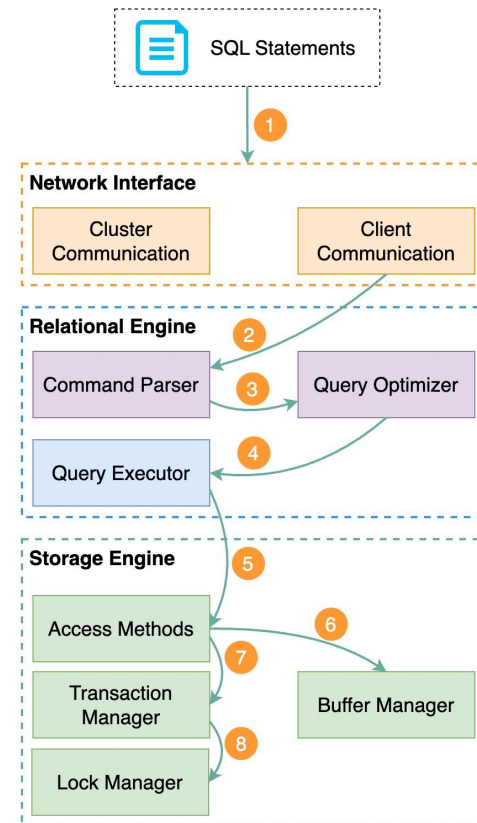 SQL Statements
1
Network Interface
Cluster
Communication
Client
Communication
Relational Engine
2
Command Parser
3
Query Optimizer
Query Executor
4
Storage Engine
5
Access Methods
6
7
Transaction
Manager
Buffer Manager
8
Lock Manager